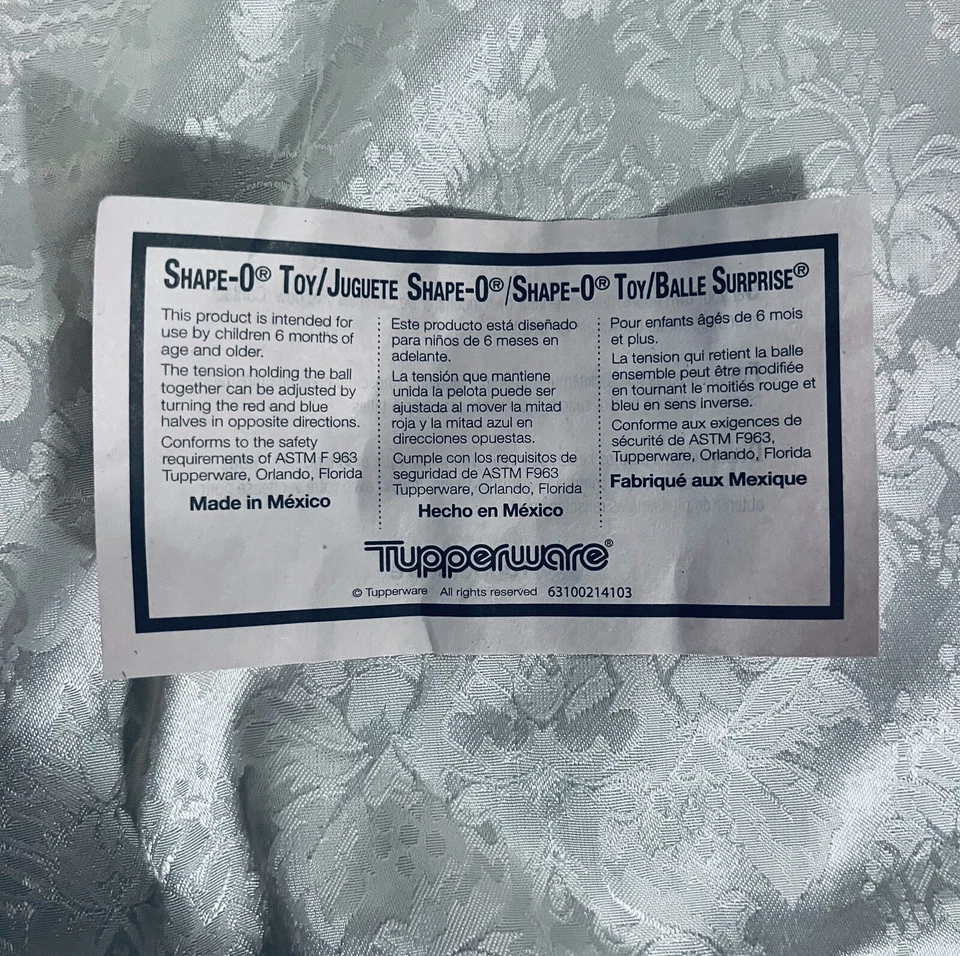 SHAPE-O® TOY/JUGUETE SHAPE-O®/SHAPE-O® TOY/BALLE SURPRISE®
This product is intended for
use by children 6 months of
age and older.
The tension holding the ball
together can be adjusted by
turning the red and blue
halves in opposite directions.
Conforms to the safety
requirements of ASTM F 963
Tupperware, Orlando, Florida
Made in México
Este producto está diseñado
para niños de 6 meses en
adelante.
La tensión que mantiene
unida la pelota puede ser
ajustada al mover la mitad
roja y la mitad azul en
direcciones opuestas.
Cumple con los requisitos de
seguridad de ASTM F963
Tupperware, Orlando, Florida
Hecho en México
Pour enfants âgés de 6 mois
et plus.
La tension qui retient la balle
ensemble peut être modifiée
en tournant le moitiés rouge et
bleu en sens inverse.
Conforme aux exigences de
sécurité de ASTM F963,
Tupperware, Orlando, Florida
Fabriqué aux Mexique
Tupperware®
© Tupperware All rights reserved 63100214103